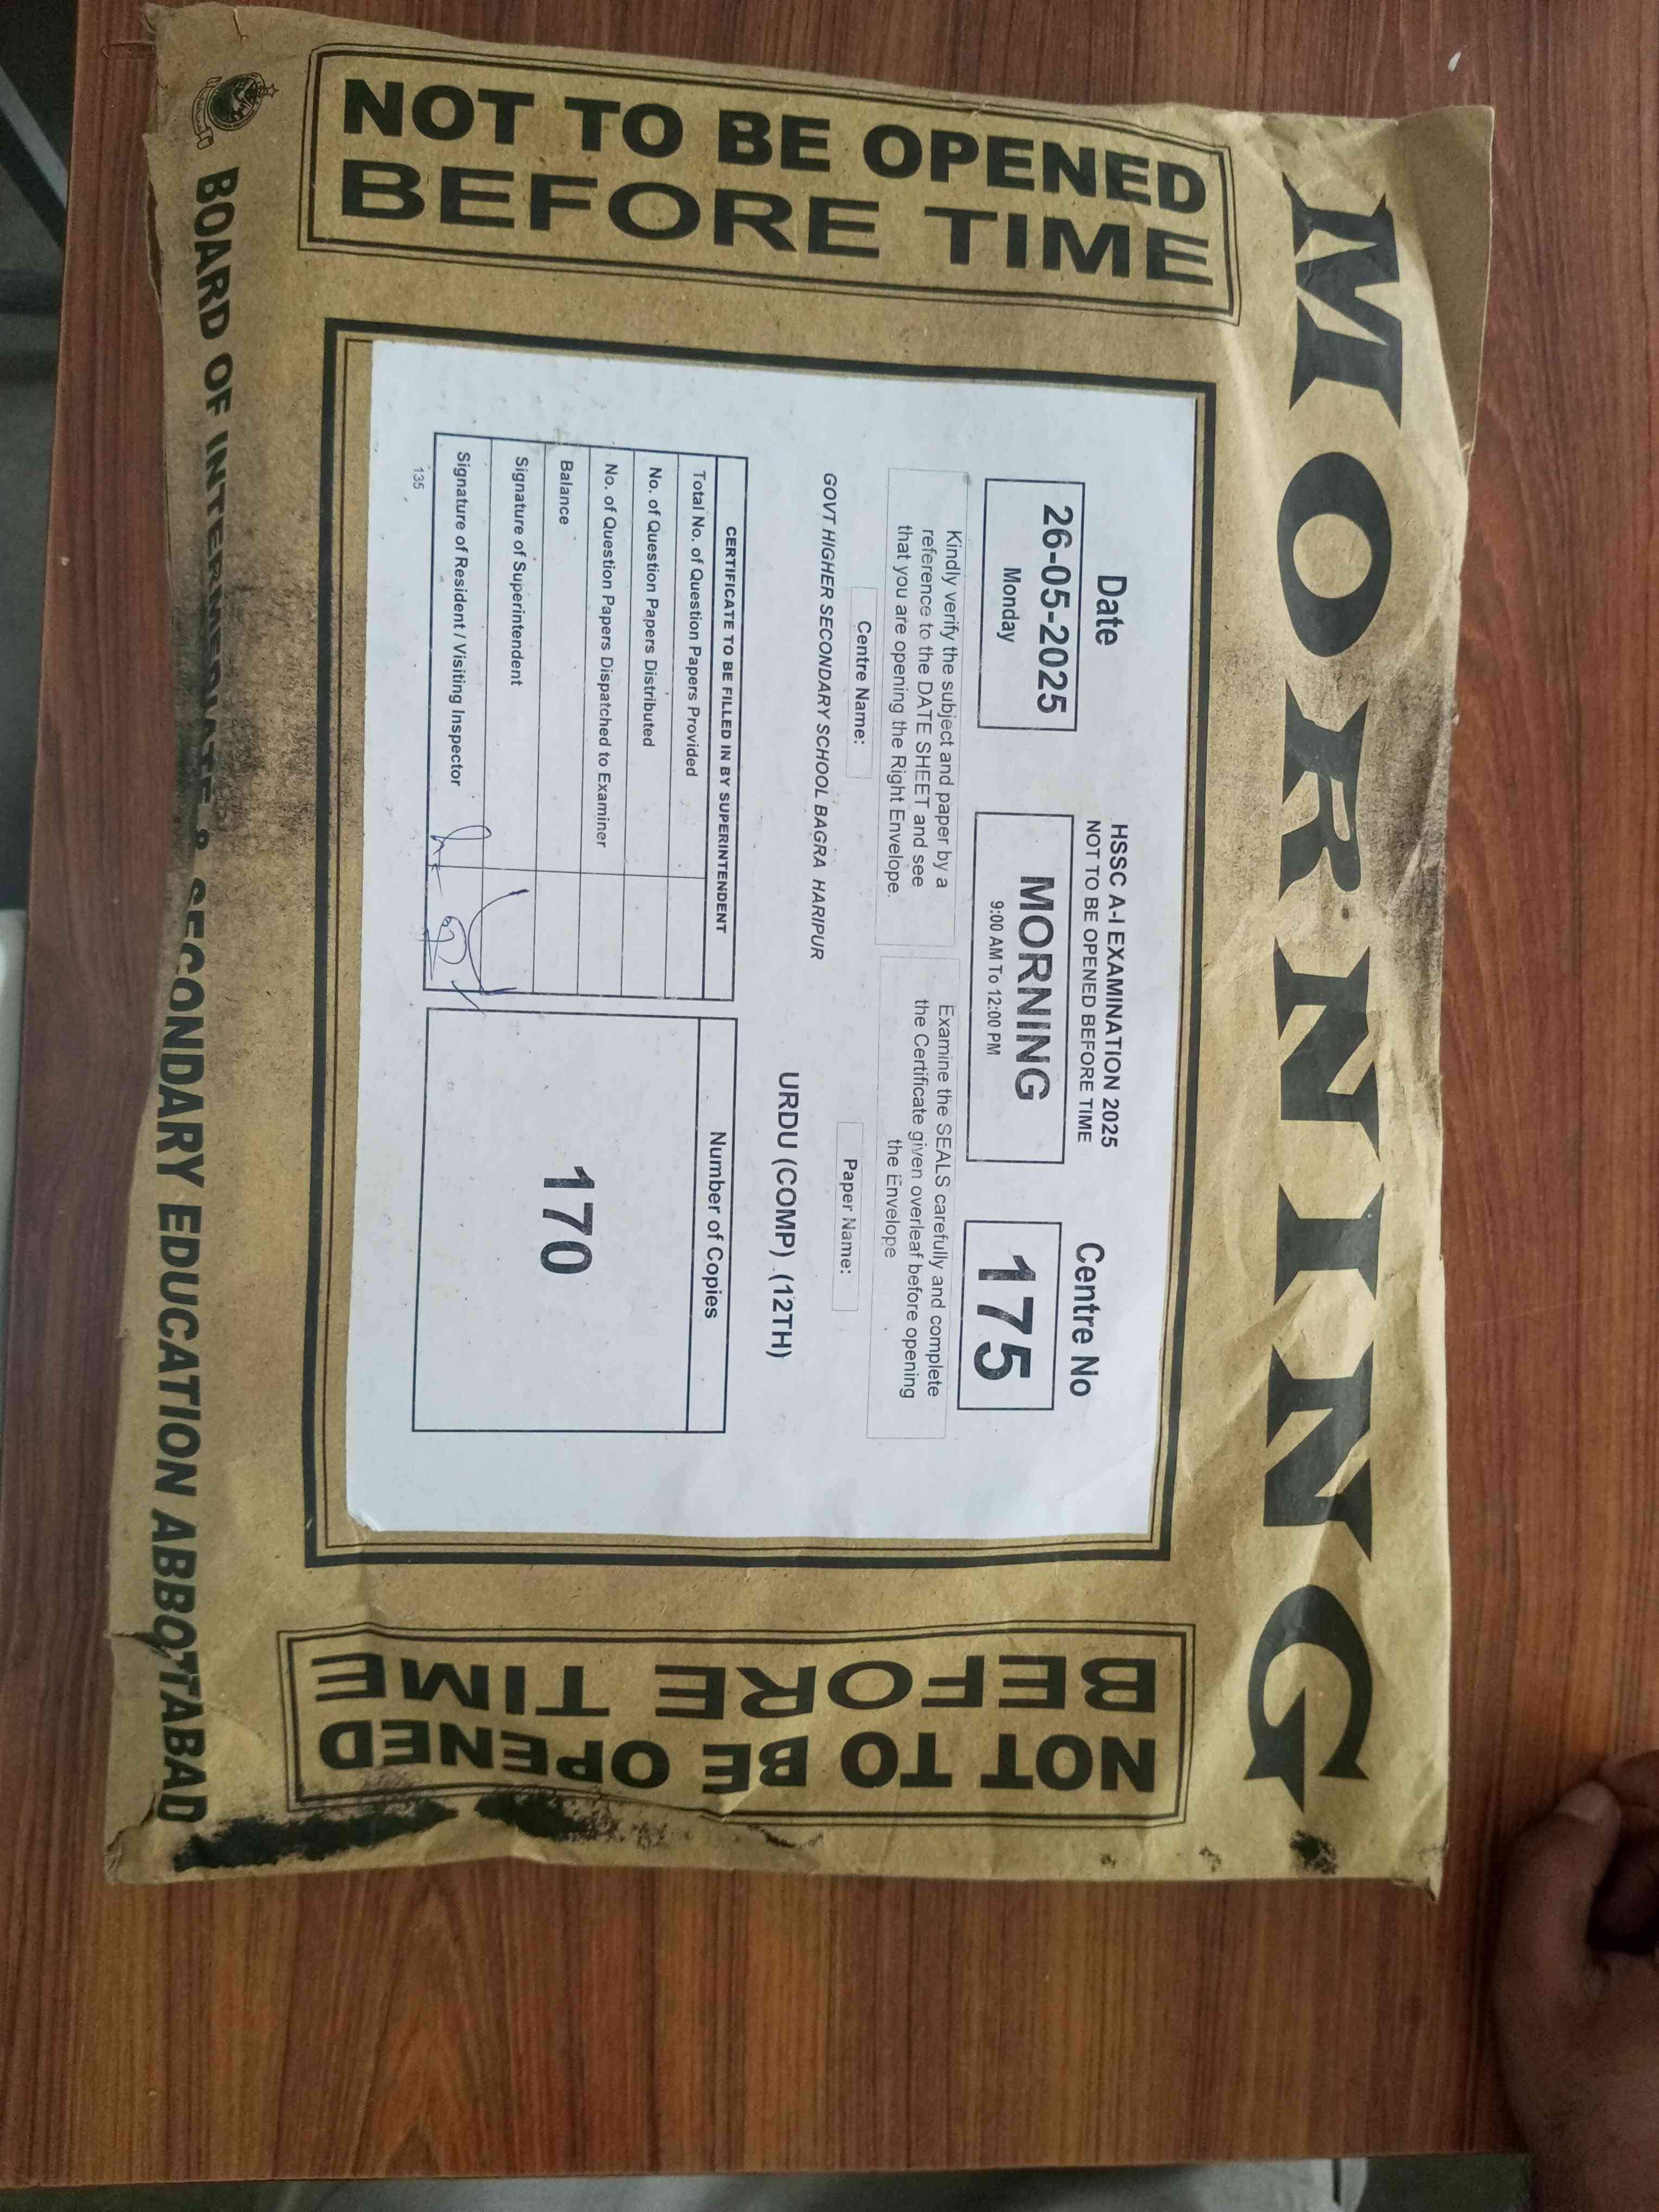 MORNING
NOT TO BE OPENED
BEFORE TIME
HSSC A-I EXAMINATION 2025
NOT TO BE OPENED BEFORE TIME
Date
26-05-2025
Monday
MORNING
9:00 AM To 12:00 PM
Centre No
175
Kindly verify the subject and paper by a
reference to the DATE SHEET and see
that you are opening the Right Envelope.
Examine the SEALS carefully and complete
the Certificate given overleaf before opening
the Envelope
Centre Name:
GOVT HIGHER SECONDARY SCHOOL BAGRA HARIPUR
Paper Name:
URDU (COMP) (12TH)
CERTIFICATE TO BE FILLED IN BY SUPERINTENDENT
Total No. of Question Papers Provided
No. of Question Papers Distributed
No. of Question Papers Dispatched to Examiner
Balance
Signature of Superintendent
Signature of Resident / Visiting Inspector
135
Number of Copies
170
NOT TO BE OPENED
BEFORE TIME
BOARD OF INTERMEDIATE & SECONDARY EDUCATION ABBOTTABAD